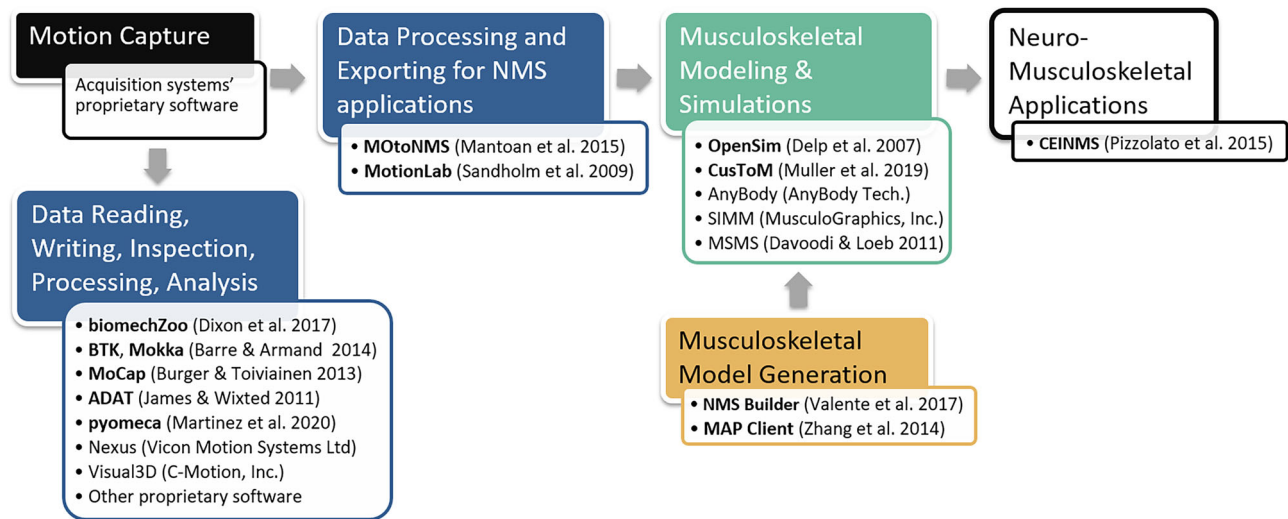 Motion Capture
Acquisition systems’
proprietary software
Data Processing and
Exporting for NMS
applications
• MOtoNMS (Mantoan et al. 2015)
• MotionLab (Sandholm et al. 2009)
Musculoskeletal
Modeling &
Simulations
• OpenSim (Delp et al. 2007)
• CusToM (Muller et al. 2019)
• AnyBody (AnyBody Tech.)
• SIMM (MusculoGraphics, Inc.)
• MSMS (Davoodi & Loeb 2011)
Neuro-
Musculoskeletal
Applications
• CEINMS (Pizzolato et al. 2015)
Data Reading,
Writing, Inspection,
Processing, Analysis
• biomechZoo (Dixon et al. 2017)
• BTK, Mokka (Barre & Armand 2014)
• MoCap (Burger & Toiviainen 2013)
• ADAT (James & Wixted 2011)
• pyomeca (Martinez et al. 2020)
• Nexus (Vicon Motion Systems Ltd)
• Visual3D (C-Motion, Inc.)
• Other proprietary software
Musculoskeletal
Model Generation
• NMS Builder (Valente et al. 2017)
• MAP Client (Zhang et al. 2014)